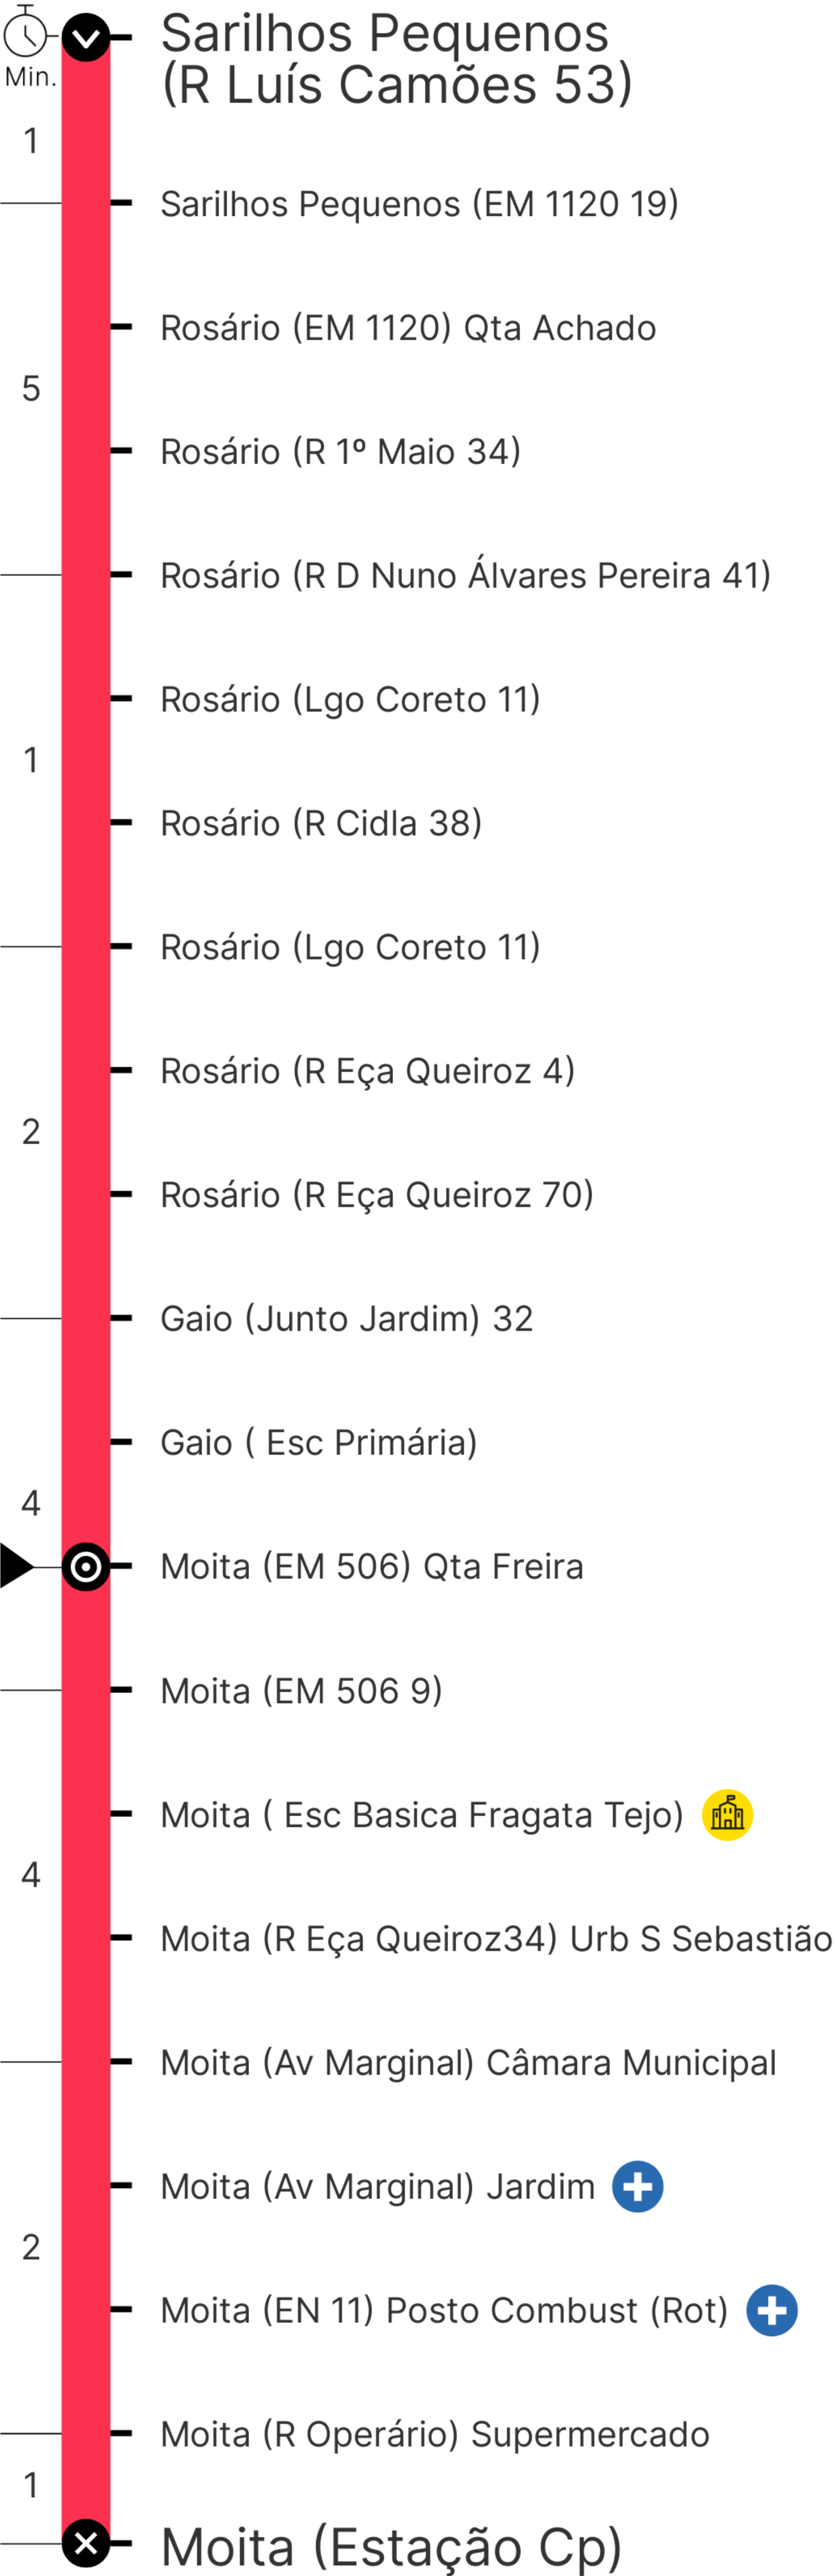 Min.
Sarilhos Pequenos
(R Luís Camões 53)
1
Sarilhos Pequenos (EM 1120 19)
Rosário (EM 1120) Qta Achado
5
Rosário (R 1º Maio 34)
Rosário (R D Nuno Álvares Pereira 41)
Rosário (Lgo Coreto 11)
1
Rosário (R Cidla 38)
Rosário (Lgo Coreto 11)
Rosário (R Eça Queiroz 4)
2
Rosário (R Eça Queiroz 70)
Gaio (Junto Jardim) 32
Gaio ( Esc Primária)
4
Moita (EM 506) Qta Freira
Moita (EM 506 9)
Moita ( Esc Basica Fragata Tejo)
4
Moita (R Eça Queiroz34) Urb S Sebastião
Moita (Av Marginal) Câmara Municipal
Moita (Av Marginal) Jardim
2
Moita (EN 11) Posto Combust (Rot)
Moita (R Operário) Supermercado
1
Moita (Estação Cp)